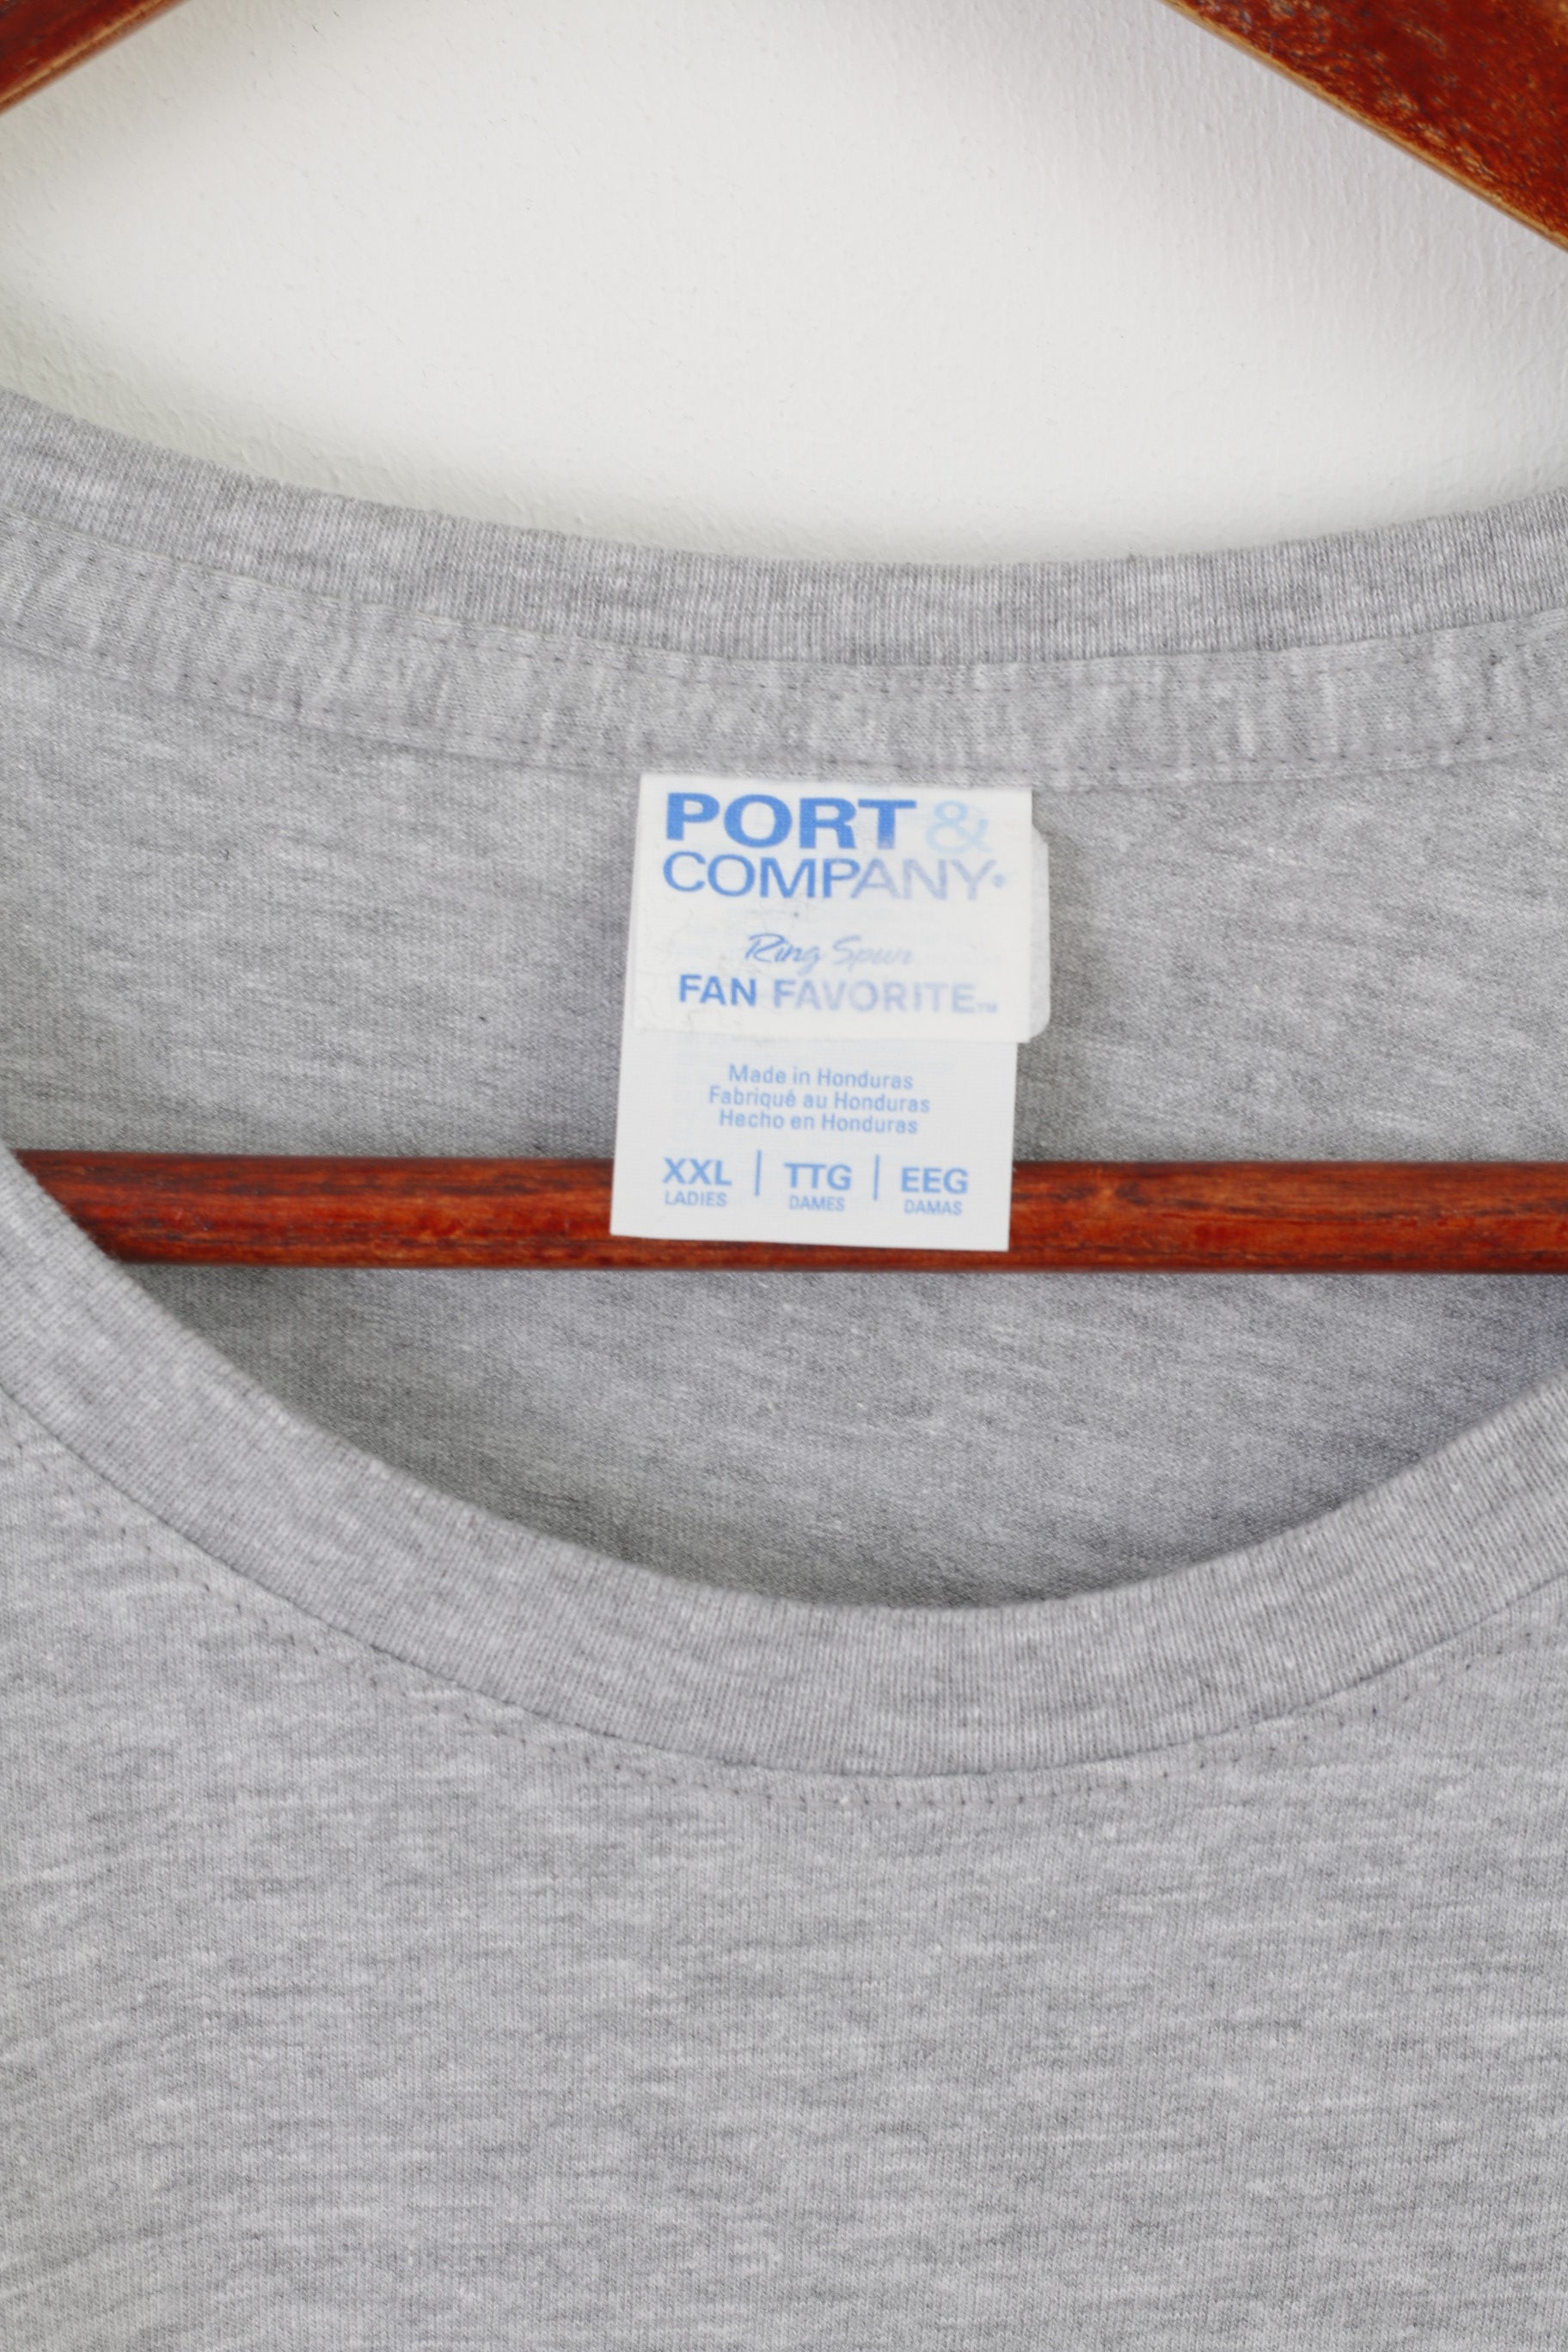 PORT &
COMPANY®
Ring Spun
FAN FAVORITE™
Made in Honduras
Fabriqué au Honduras
Hecho en Honduras
XXL | TTG | EEG
LADIES DAMES DAMAS